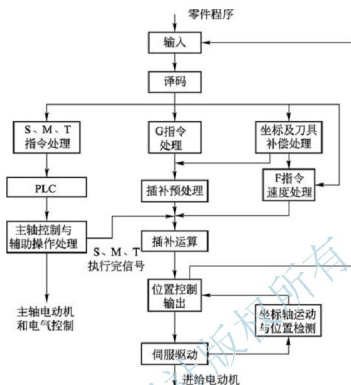 零件程序
输入
译码
S、M、T
指令处理
G指令
处理
坐标及刀具
补偿处理
PLC
插补预处理
F指令
速度处理
主轴控制与
辅助操作处理
S、M、T
执行完信号
插补运算
位置控制
输出
主轴电动机
和电气控制
坐标轴运动
与位置检测
伺服驱动
进给电动机
版权所有